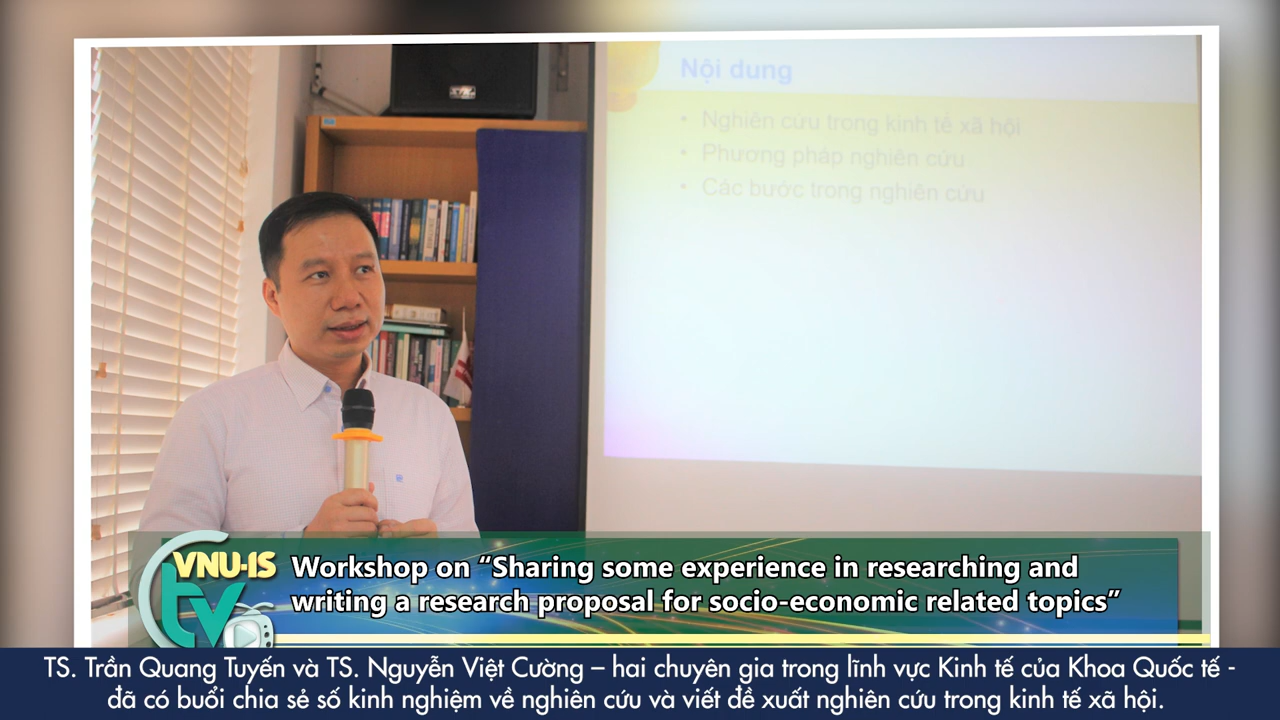 Nội dung
• Nghiên cứu trong kinh tế xã hội
• Phương pháp nghiên cứu
• Các bước trong nghiên cứu
VNU-IS
tv
Workshop on “Sharing some experience in researching and
writing a research proposal for socio-economic related topics”
TS. Trần Quang Tuyến và TS. Nguyễn Việt Cường – hai chuyên gia trong lĩnh vực Kinh tế của Khoa Quốc tế -
đã có buổi chia sẻ số kinh nghiệm về nghiên cứu và viết đề xuất nghiên cứu trong kinh tế xã hội.